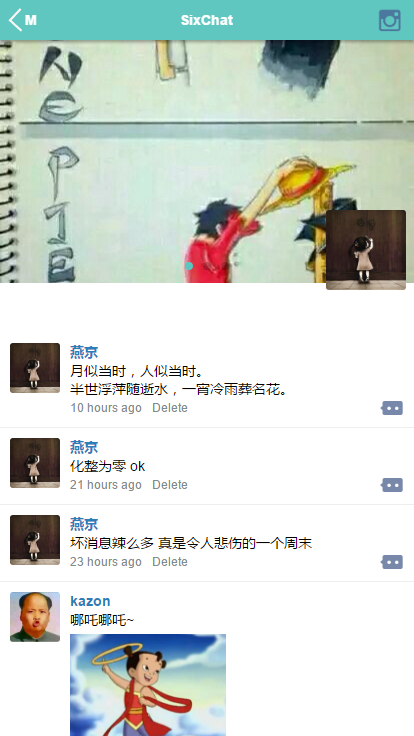 M
SixChat
NE
PIE
燕京
月似当时，人似当时。
半世浮萍随逝水，一宵冷雨葬名花。
10 hours ago Delete
燕京
化整为零 ok
21 hours ago Delete
燕京
坏消息辣么多 真是令人悲伤的一个周末
23 hours ago Delete
kazon
哪吒哪吒~